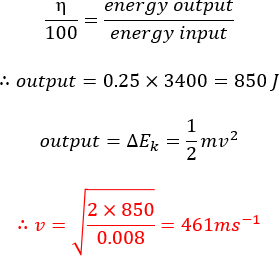 η/100 = energy output/energy input
∴ output = 0.25 × 3400 = 850 J
output = ΔEₖ = 1/2 mv²
∴ v = √(2 × 850/0.008) = 461ms⁻¹